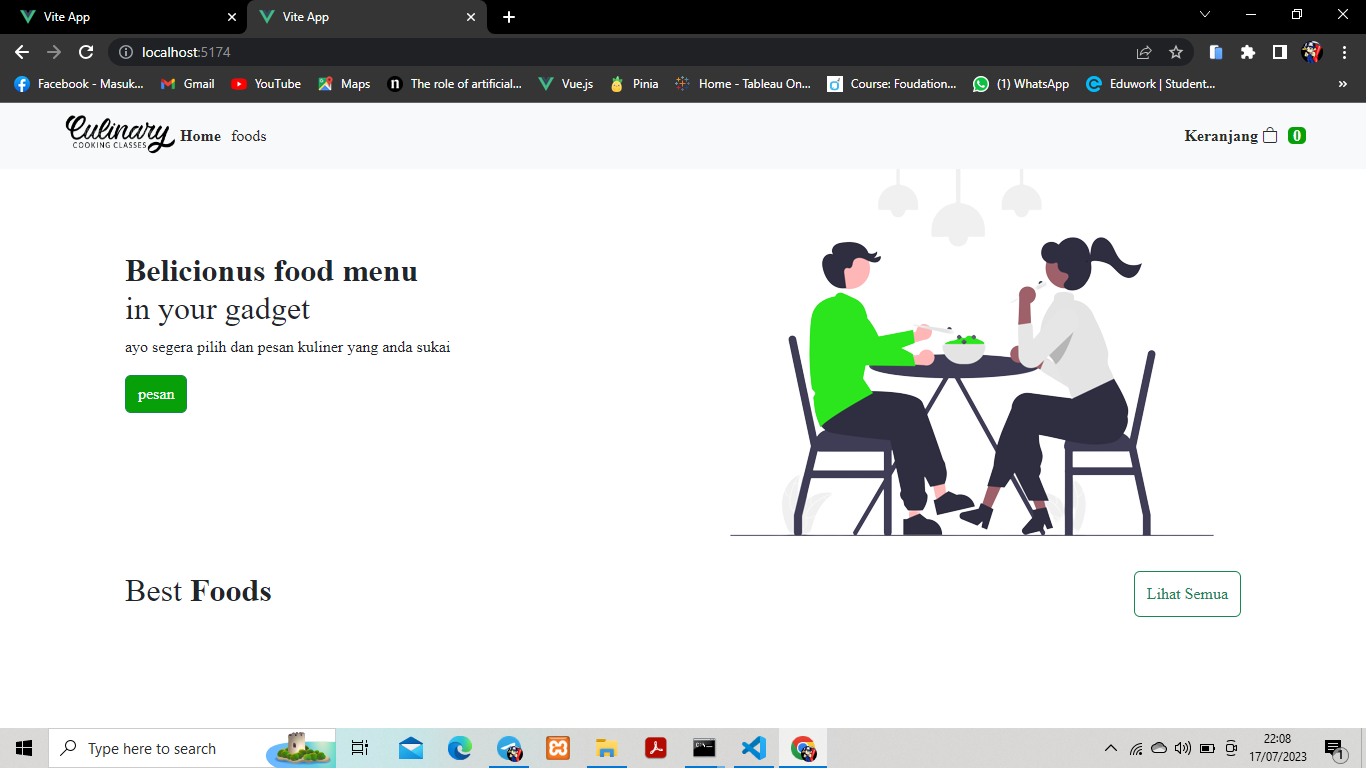 Vite App
Vite App
localhost:5174
Facebook - Masuk...
Gmail
YouTube
Maps
The role of artificial...
Vue.js
Pinia
Home - Tableau On...
Course: Foudation...
(1) WhatsApp
Eduwork | Student...
»
Culinary
COOKING CLASSES
Home
foods
Keranjang
0
Belicionus food menu
in your gadget
ayo segera pilih dan pesan kuliner yang anda sukai
pesan
Best Foods
Lihat Semua
Type here to search
22:08
17/07/2023
1